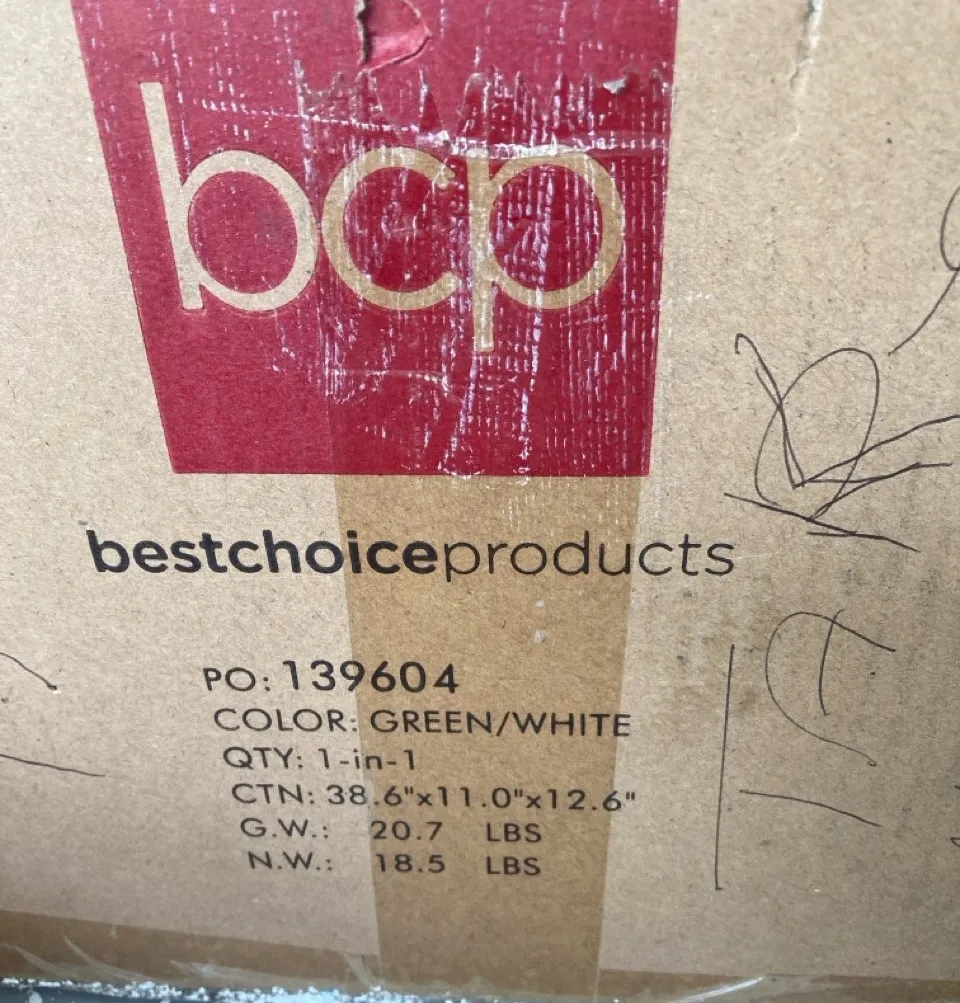 bcp
bestchoiceproducts
PO: 139604
COLOR: GREEN/WHITE
QTY: 1-in-1
CTN: 38.6"x11.0"x12.6"
G.W.: 20.7 LBS
N.W.: 18.5 LBS